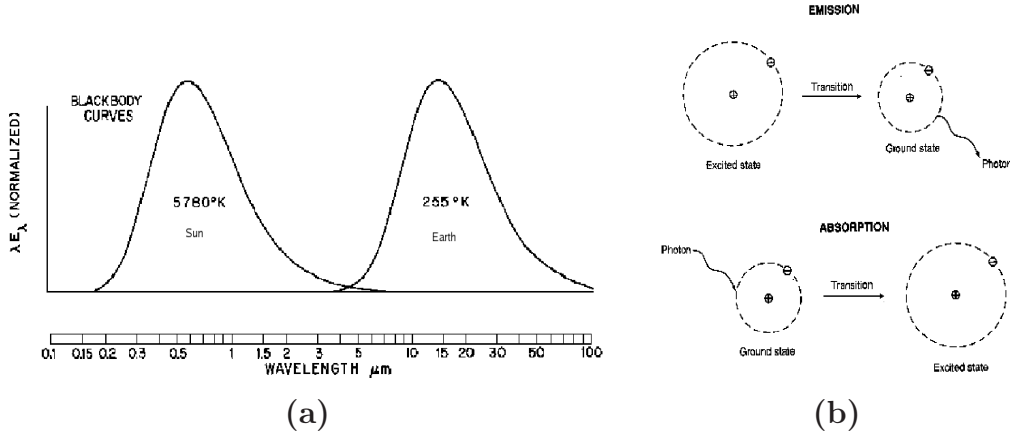 BLACKBODY
CURVES
λE_λ (NORMALIZED)
5780°K
Sun
255°K
Earth
0.1 0.15 0.2 0.3 0.5 1 1.5 2 3 5 10 15 20 30 50 100
WAVELENGTH μm
(a)
EMISSION
Transition
Excited state
Ground state
Photon
ABSORPTION
Photon
Transition
Ground state
Excited state
(b)